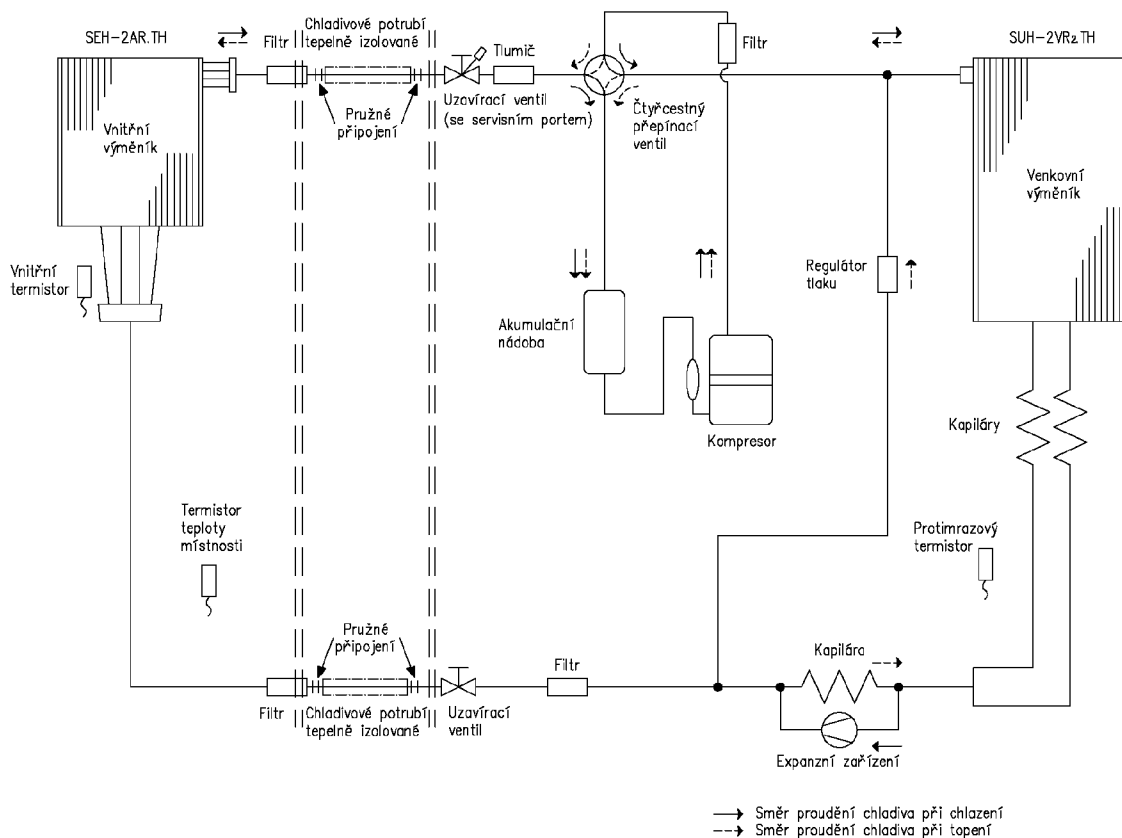 SEH-2AR.TH
Filtr
Chladivové potrubí
tepelně izolované
Tlumič
Filtr
SUH-2VR2TH
Vnitřní
výměník
Pružné
připojení
Uzavírací ventil
(se servisním portem)
Čtyřcestný
přepínací
ventil
Venkovní
výměník
Vnitřní
termistor
Regulátor
tlaku
Akumulační
nádoba
Kompresor
Kapiláry
Termistor
teploty
místnosti
Protimrazový
termistor
Pružné
připojení
Filtr
Kapilára
Filtr
Chladivové potrubí
tepelně izolované
Uzavírací
ventil
Expanzní zařízení
Směr proudění chladiva při chlazení
Směr proudění chladiva při topení